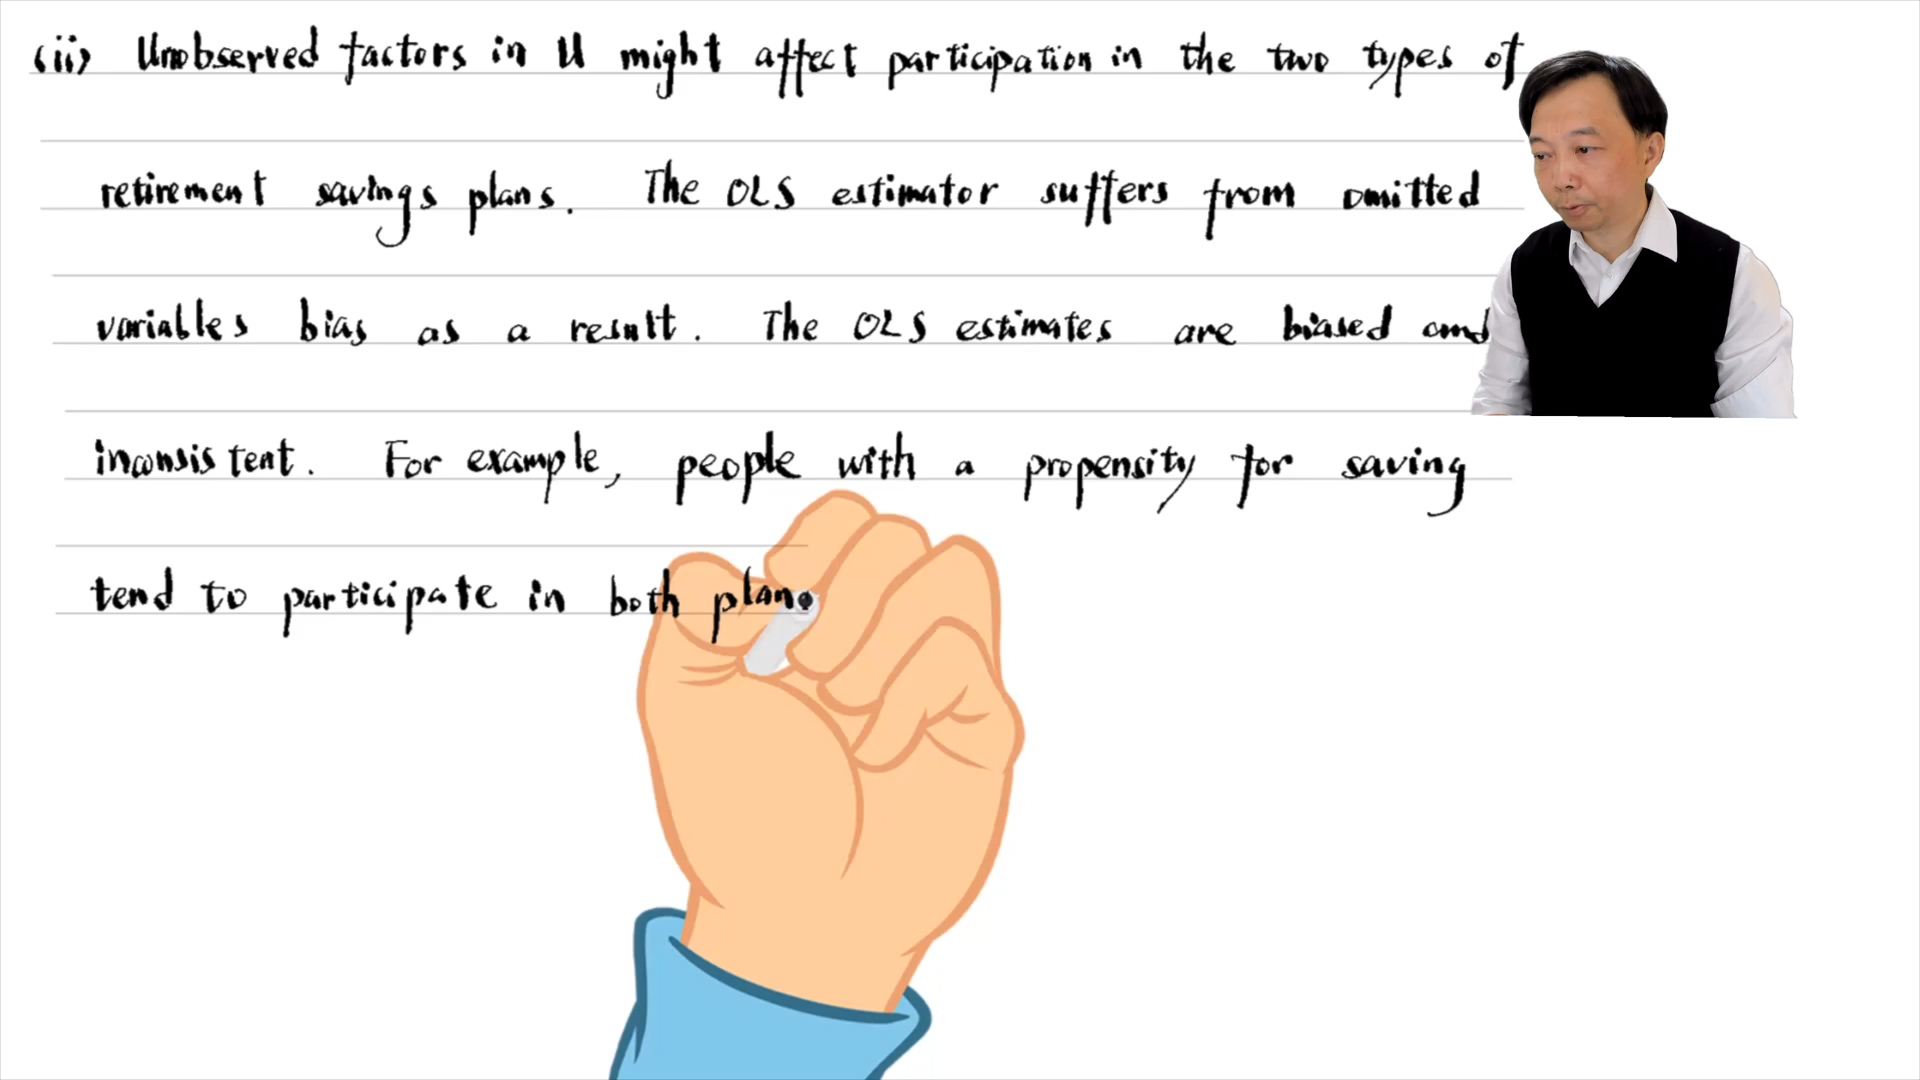 (ii) Unobserved factors in U might affect participation in the two types of
retirement savings plans. The OLS estimator suffers from omitted
variables bias as a result. The OLS estimates are biased and
inconsistent. For example, people with a propensity for saving
tend to participate in both plan